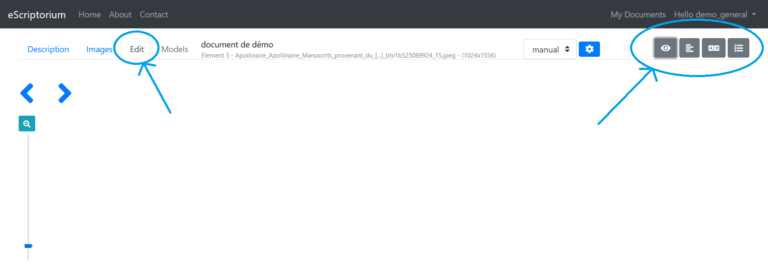 eScriptorium Home About Contact My Documents Hello demo_general
Description Images Edit Models document de démo manual
Element 3 - Apollinaire_Apollinaire_Manuscrits_provenant_du_[...]_btv1b525089924_15.jpeg - (1024x1556)